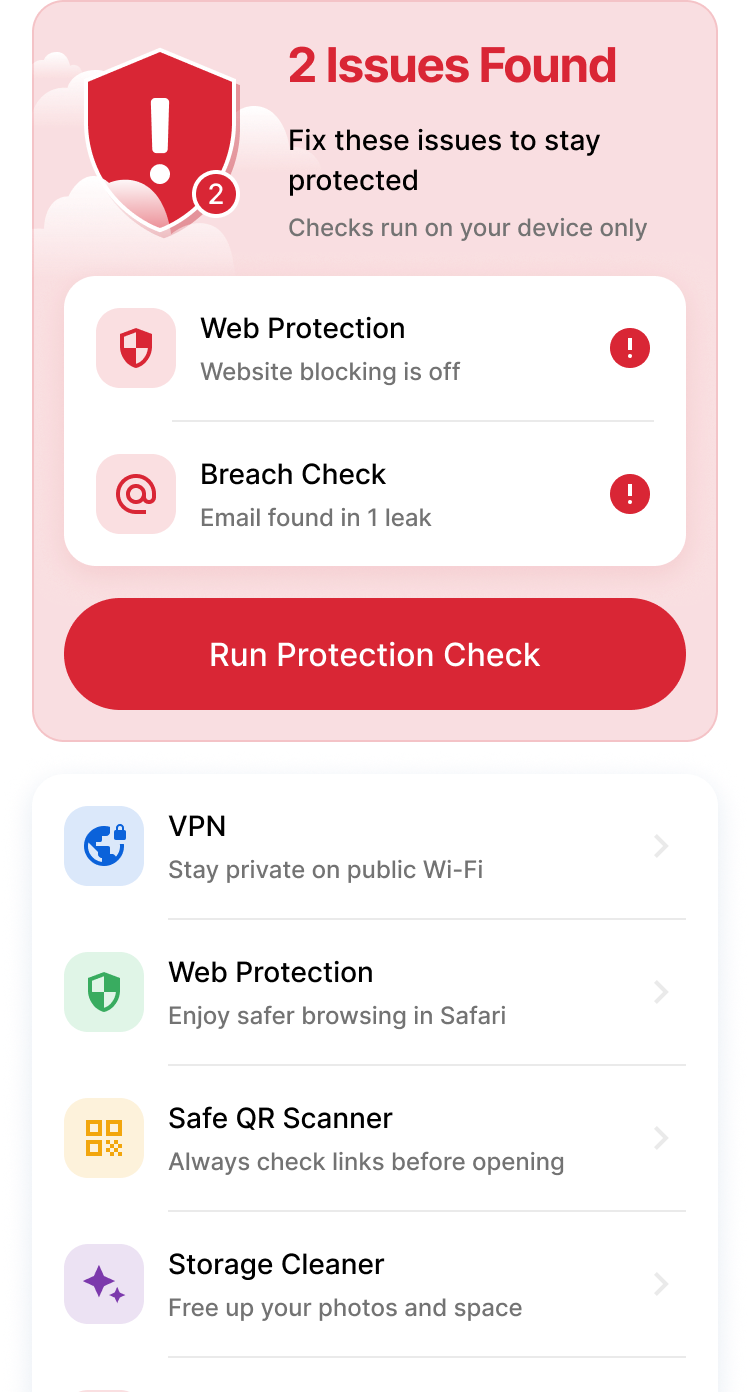 2 Issues Found
Fix these issues to stay
protected
Checks run on your device only
2
Web Protection
Website blocking is off
Breach Check
Email found in 1 leak
Run Protection Check
VPN
Stay private on public Wi-Fi
Web Protection
Enjoy safer browsing in Safari
Safe QR Scanner
Always check links before opening
Storage Cleaner
Free up your photos and space